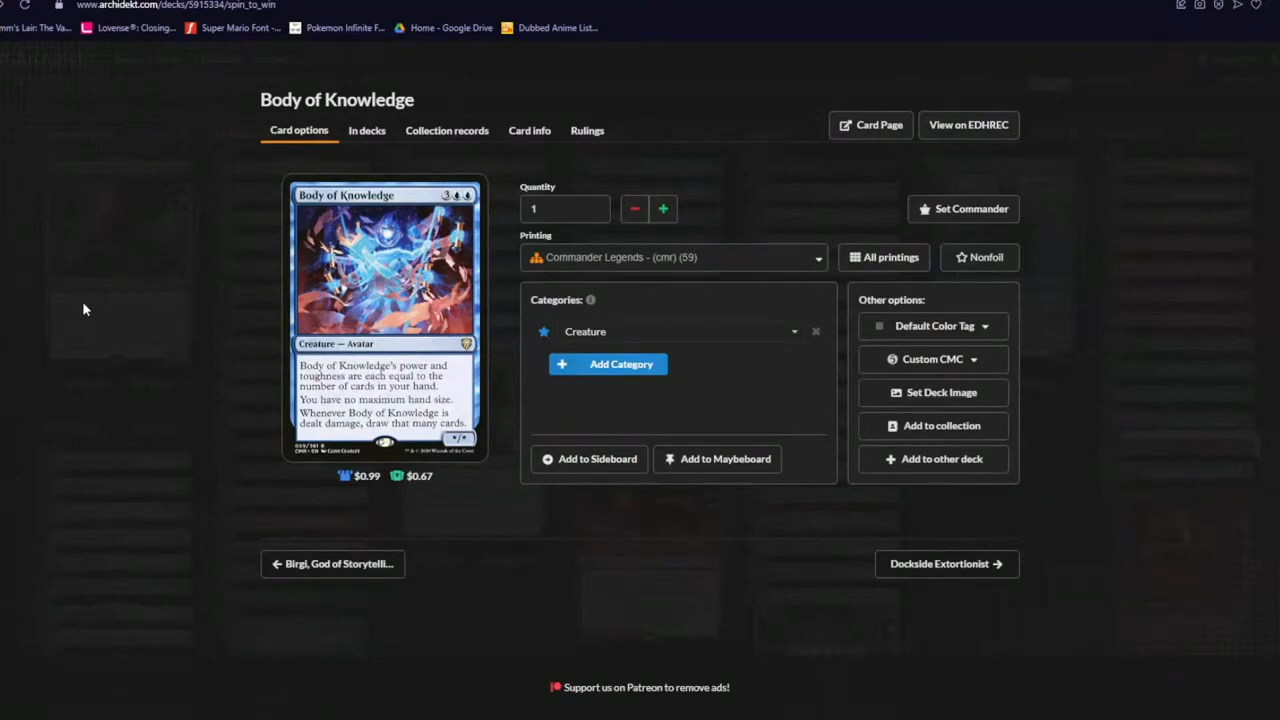 www.archidekt.com/decks/5915334/spin_to_win
mm's Lair: The Va...
Lovense®: Closing...
Super Mario Font -...
Pokemon Infinite F...
Home - Google Drive
Dubbed Anime List...
Body of Knowledge
Card options
In decks
Collection records
Card info
Rulings
Card Page
View on EDHREC
Body of Knowledge 3
Creature — Avatar
Body of Knowledge's power and
toughness are each equal to the
number of cards in your hand.
You have no maximum hand size.
Whenever Body of Knowledge is
dealt damage, draw that many cards.
*/*
$0.99
$0.67
Quantity
1
Set Commander
Printing
Commander Legends - (cmr) (59)
All printings
Nonfoil
Categories:
Creature
Add Category
Add to Sideboard
Add to Maybeboard
Other options:
Default Color Tag
Custom CMC
Set Deck Image
Add to collection
Add to other deck
Birgi, God of Storytelli...
Dockside Extortionist
Support us on Patreon to remove ads!